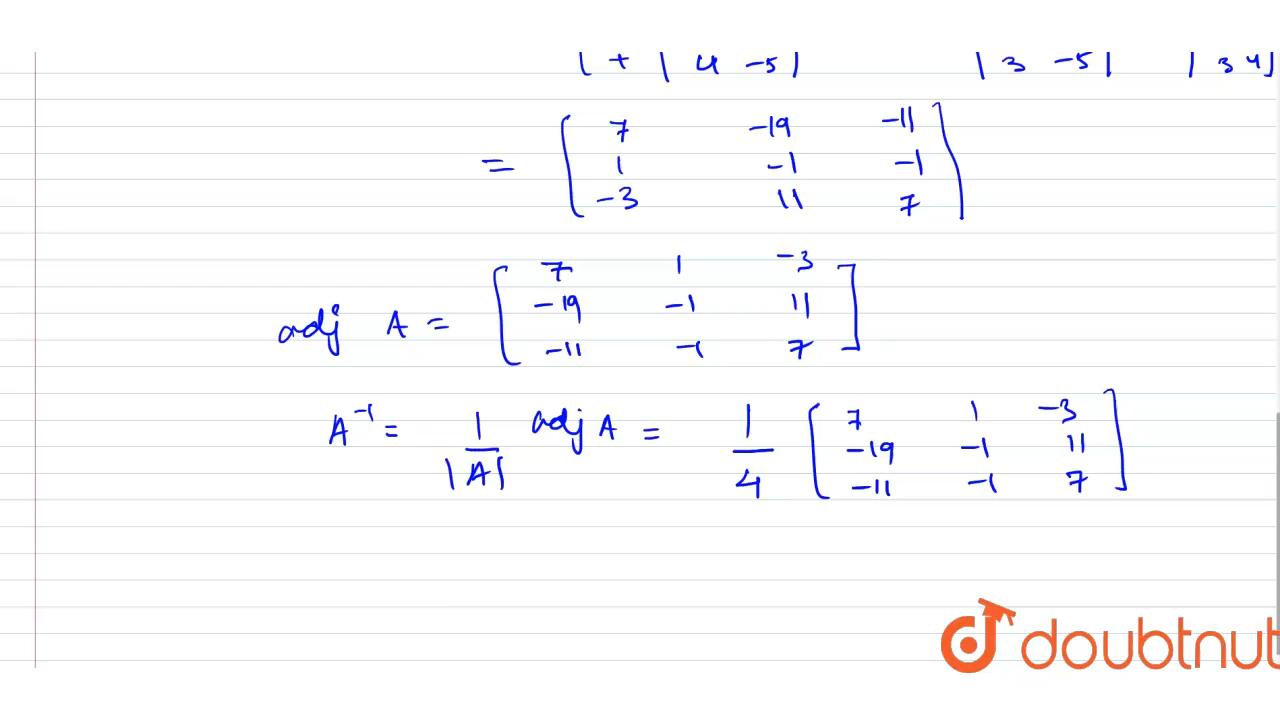 [ + | 4 -5 | | 3 -5 | | 3 4 |
= [ 7 -19 -11
1 -1 -1
-3 11 7 ]
adj A = [ 7 1 -3
-19 -1 11
-11 -1 7 ]
A⁻¹ = 1/|A| adj A = 1/4 [ 7 1 -3
-19 -1 11
-11 -1 7 ]
doubtnut